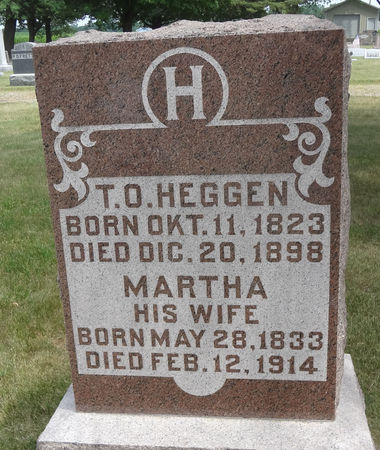 H
T.O. HEGGEN
BORN OKT. 11, 1823
DIED DIC. 20, 1898
MARTHA
HIS WIFE
BORN MAY 28, 1833
DIED FEB. 12, 1914